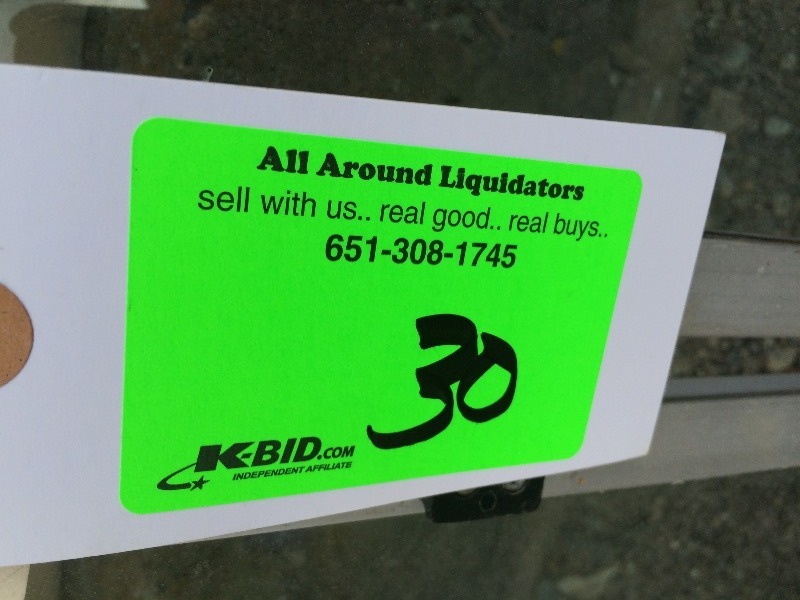 All Around Liquidators
sell with us.. real good.. real buys..
651-308-1745
30
K-BID.COM
INDEPENDENT AFFILIATE